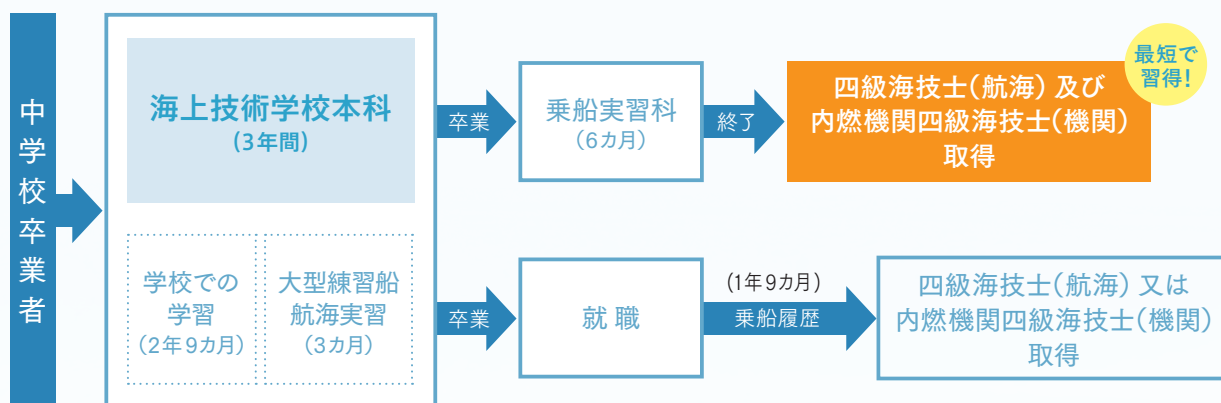 中学校卒業者
海上技術学校本科
(3年間)
学校での
学習
(2年9カ月)
大型練習船
航海実習
(3カ月)
卒業
乗船実習科
(6カ月)
終了
四級海技士(航海) 及び
内燃機関四級海技士(機関)
取得
最短で
習得!
卒業
就職
(1年9カ月)
乗船履歴
四級海技士(航海) 又は
内燃機関四級海技士(機関)
取得